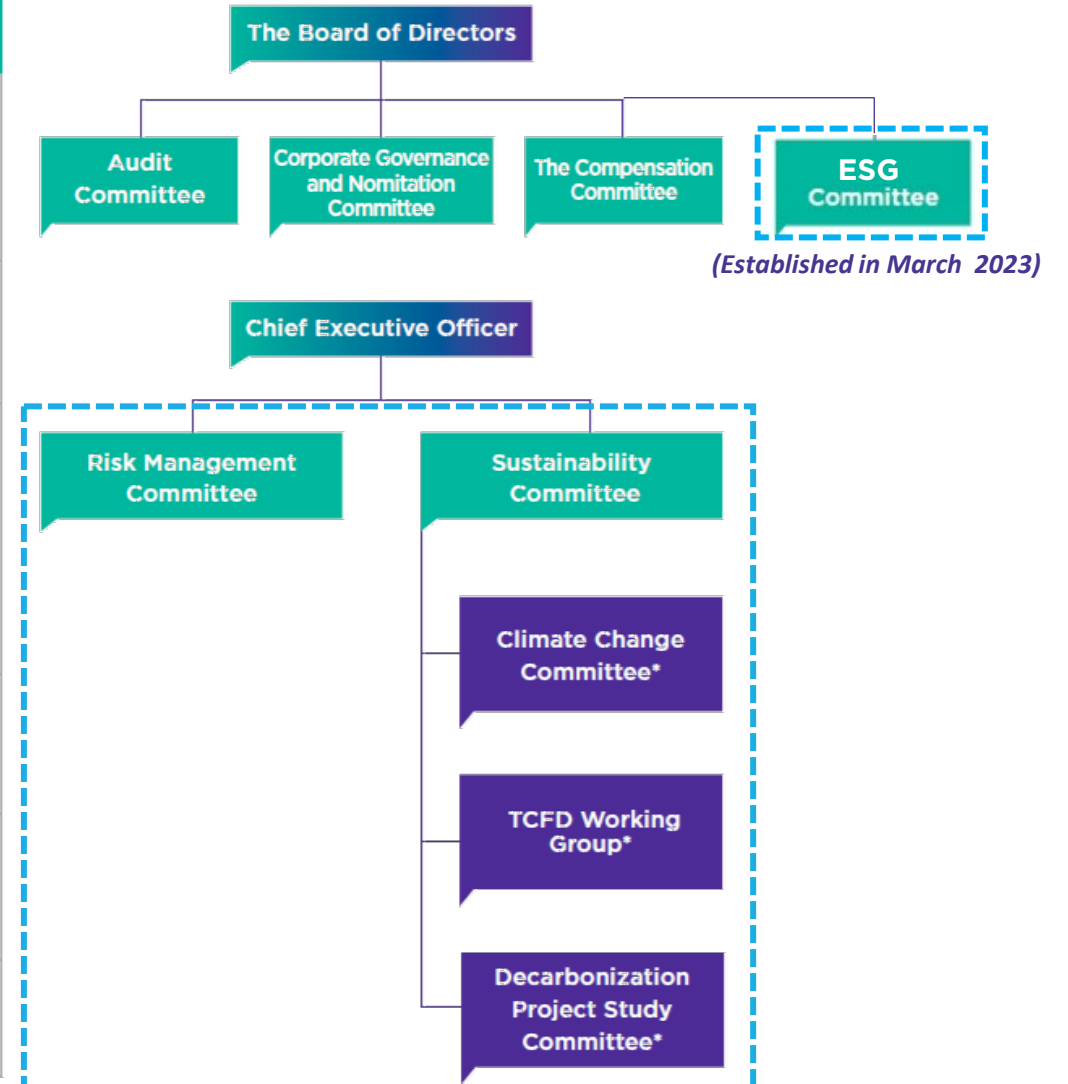 The Board of Directors
Audit
Committee
Corporate Governance
and Nomitation
Committee
The Compensation
Committee
ESG
Committee
(Established in March 2023)
Chief Executive Officer
Risk Management
Committee
Sustainability
Committee
Climate Change
Committee*
TCFD Working
Group*
Decarbonization
Project Study
Committee*